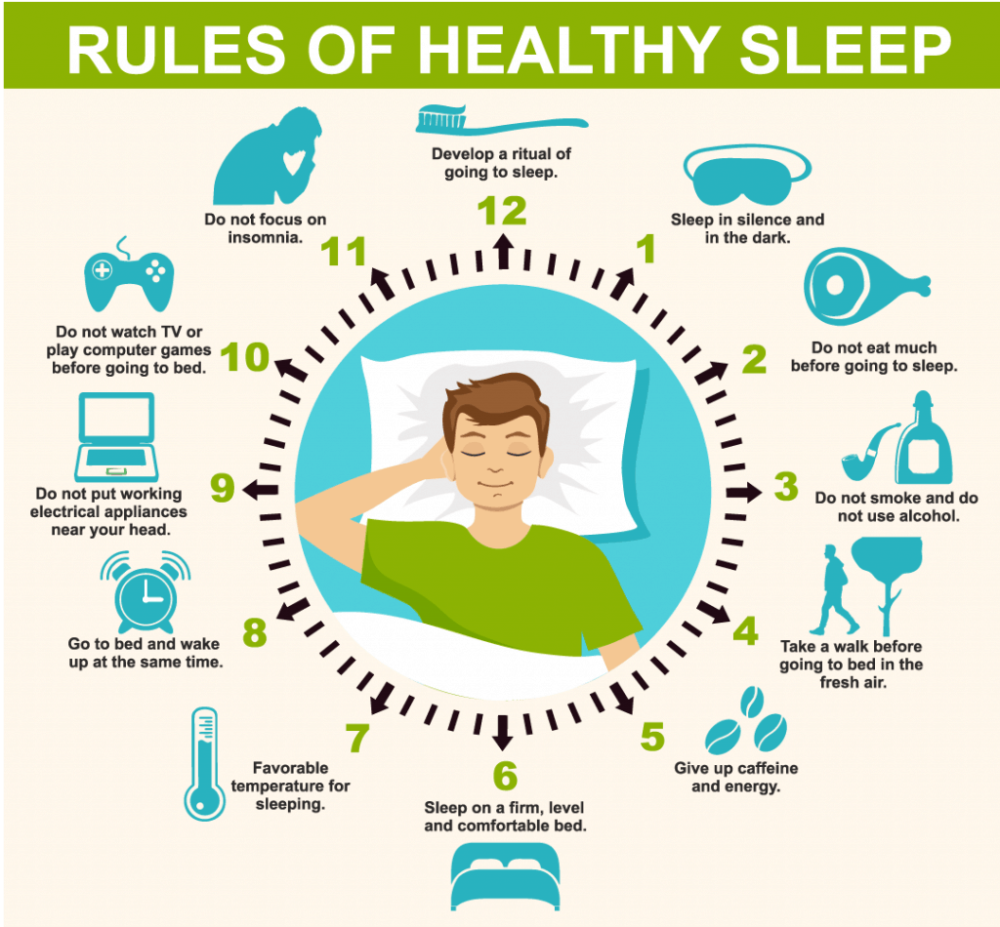 RULES OF HEALTHY SLEEP
Develop a ritual of
going to sleep.
12
Sleep in silence and
in the dark.
1
Do not eat much
before going to sleep.
2
3
Do not smoke and do
not use alcohol.
4
Take a walk before
going to bed in the
fresh air.
5
Give up caffeine
and energy.
6
Sleep on a firm, level
and comfortable bed.
7
Favorable
temperature for
sleeping.
8
Go to bed and wake
up at the same time.
9
Do not put working
electrical appliances
near your head.
10
Do not watch TV or
play computer games
before going to bed.
11
Do not focus on
insomnia.